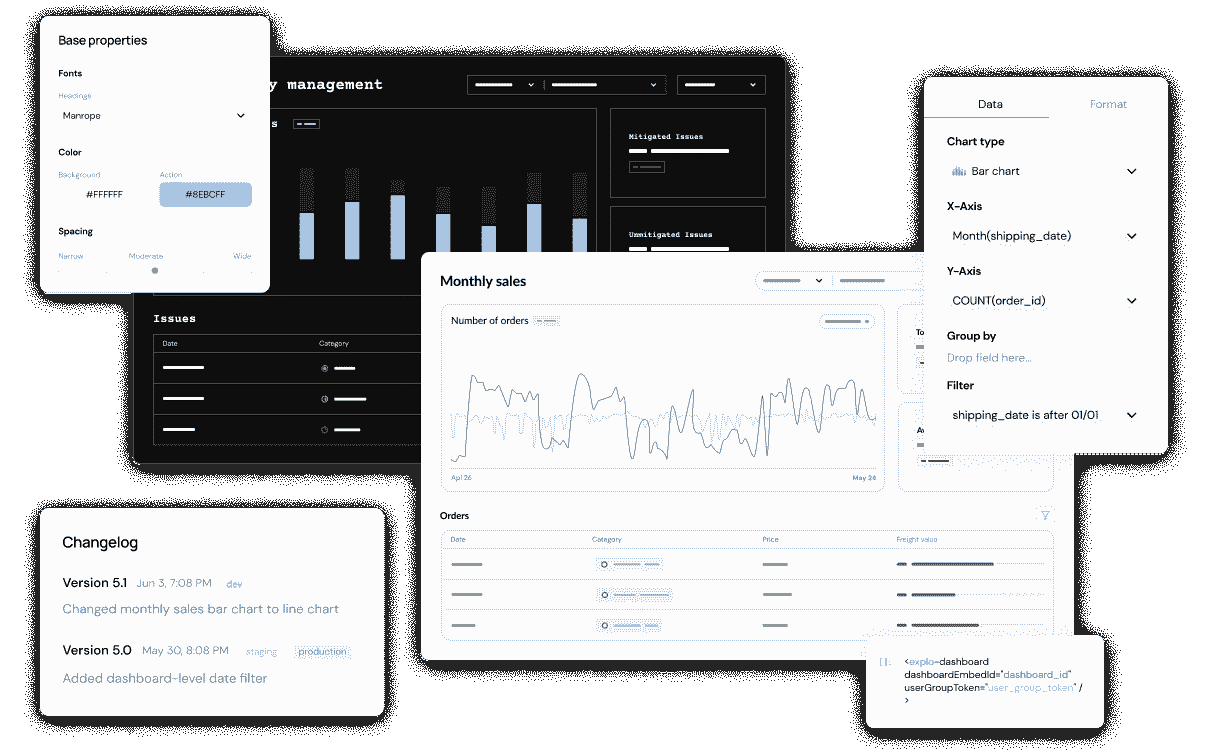 Base properties
Fonts
Headings
Manrope
Color
Background
Action
#FFFFFF
#8EBCFF
Spacing
Narrow
Moderate
Wide
y management
s
Mitigated Issues
Unmitigated Issues
Issues
Date
Category
Monthly sales
Number of orders
To
A
Apl 26
May 24
Orders
Date
Category
Price
Freight value
Data
Format
Chart type
Bar chart
X-Axis
Month(shipping_date)
Y-Axis
COUNT(order_id)
Group by
Drop field here...
Filter
shipping_date is after 01/01
Changelog
Version 5.1 Jun 3, 7:08 PM dev
Changed monthly sales bar chart to line chart
Version 5.0 May 30, 8:08 PM staging production
Added dashboard-level date filter
<explo-dashboard
dashboardEmbedId="dashboard_id"
userGroupToken="user_group_token" /
>